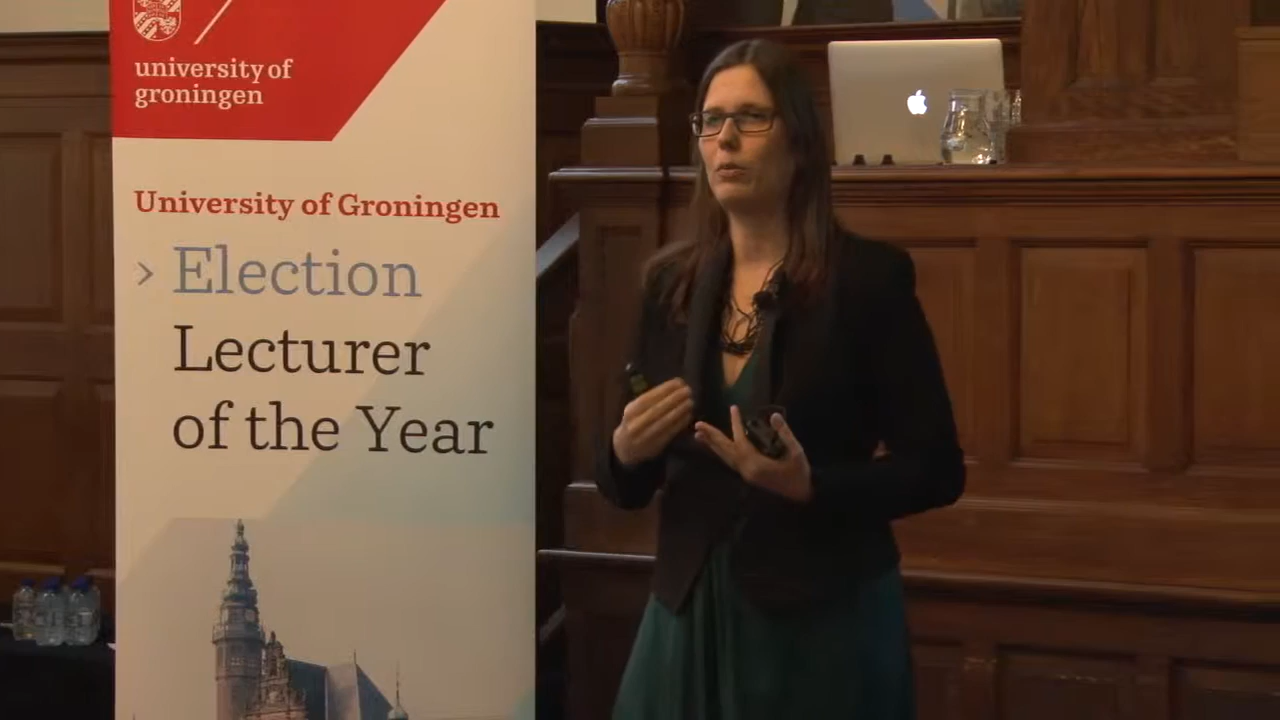 university of
groningen
University of Groningen
› Election
Lecturer
of the Year